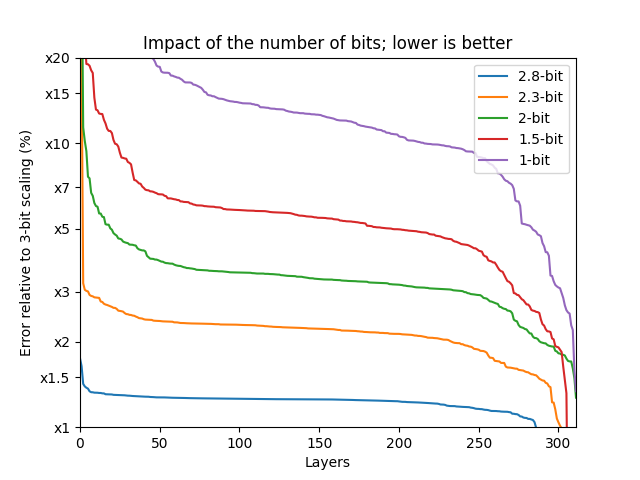 Impact of the number of bits; lower is better
Error relative to 3-bit scaling (%)
x20
x15
x10
x7
x5
x3
x2
x1.5
x1
2.8-bit
2.3-bit
2-bit
1.5-bit
1-bit
0
50
100
150
200
250
300
Layers